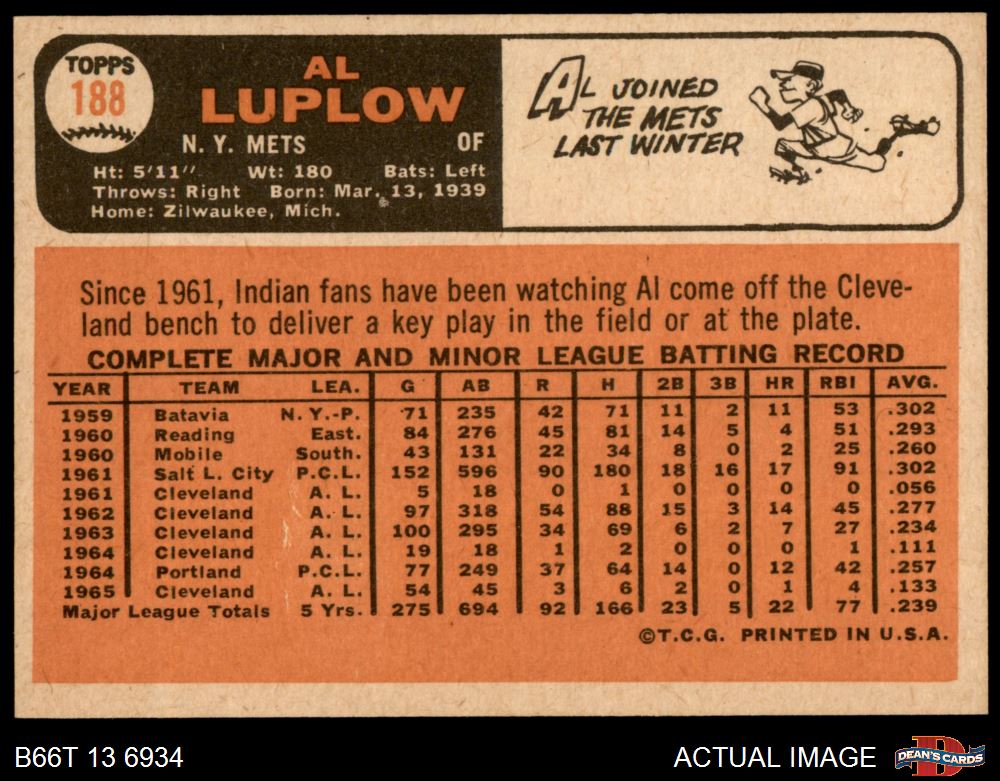 TOPPS
188
AL
LUPLOW
N. Y. METS OF
Ht: 5'11" Wt: 180 Bats: Left
Throws: Right Born: Mar. 13, 1939
Home: Zilwaukee, Mich.
AL JOINED
THE METS
LAST WINTER
Since 1961, Indian fans have been watching Al come off the Cleve-
land bench to deliver a key play in the field or at the plate.
COMPLETE MAJOR AND MINOR LEAGUE BATTING RECORD
YEAR TEAM LEA. G AB R H 2B 3B HR RBI AVG.
1959 Batavia N. Y.-P. 71 235 42 71 11 2 11 53 .302
1960 Reading East. 84 276 45 81 14 5 4 51 .293
1960 Mobile South. 43 131 22 34 8 0 2 25 .260
1961 Salt L. City P.C.L. 152 596 90 180 18 16 17 91 .302
1961 Cleveland A. L. 5 18 0 1 0 0 0 0 .056
1962 Cleveland A. L. 97 318 54 88 15 3 14 45 .277
1963 Cleveland A. L. 100 295 34 69 6 2 7 27 .234
1964 Cleveland A. L. 19 18 1 2 0 0 0 1 .111
1964 Portland P.C.L. 77 249 37 64 14 0 12 42 .257
1965 Cleveland A. L. 54 45 3 6 2 0 1 4 .133
Major League Totals 5 Yrs. 275 694 92 166 23 5 22 77 .239
©T.C.G. PRINTED IN U.S.A.
B66T 13 6934 ACTUAL IMAGE DEAN'S CARDS